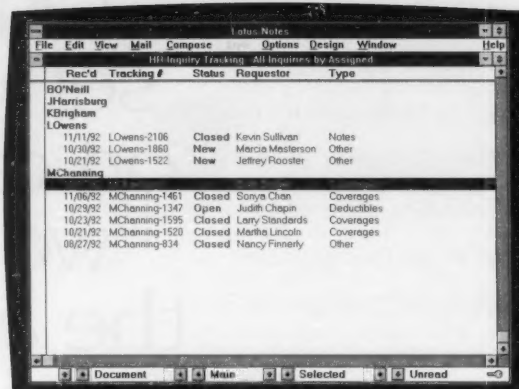 Lotus Notes
File Edit View Mail Compose Options Design Window Help
HR Inquiry Tracking - All Inquiries by Assigned
Rec'd Tracking # Status Requestor Type
BO'Neill
JHarrisburg
KBrigham
LOwens
11/11/92 LOwens-2106 Closed Kevin Sullivan Notes
10/30/92 LOwens-1860 New Marcia Masterson Other
10/21/92 LOwens-1522 New Jeffrey Rooster Other
MChanning
11/06/92 MChanning-1461 Closed Sonya Chan Coverages
10/29/92 MChanning-1347 Open Judith Chapin Deductibles
10/23/92 MChanning-1595 Closed Larry Standards Coverages
10/21/92 MChanning-1520 Closed Martha Lincoln Coverages
08/27/92 MChanning-834 Closed Nancy Finnerly Other
Document Main Selected Unread